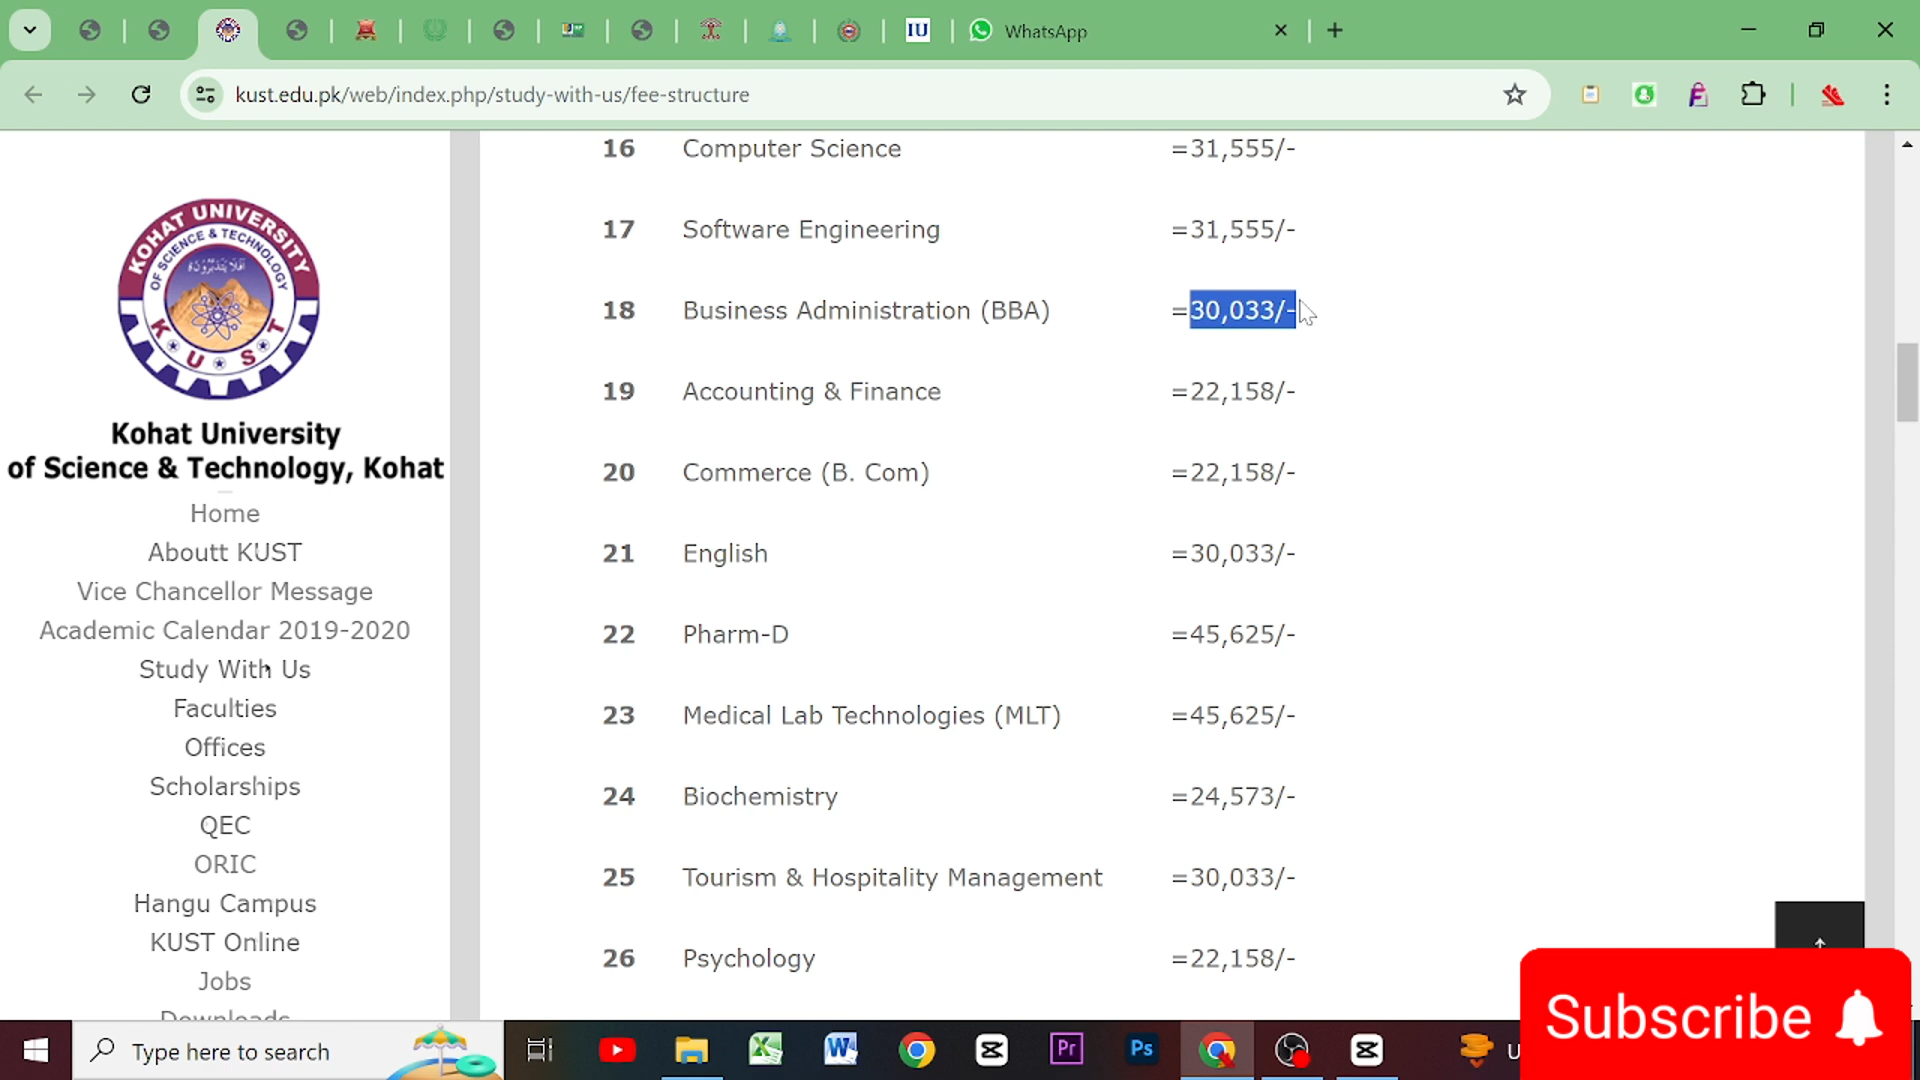 IU
WhatsApp
kust.edu.pk/web/index.php/study-with-us/fee-structure
KOHAT UNIVERSITY
OF SCIENCE & TECHNOLOGY
K U S T
Kohat University
of Science & Technology, Kohat
Home
Aboutt KUST
Vice Chancellor Message
Academic Calendar 2019-2020
Study With Us
Faculties
Offices
Scholarships
QEC
ORIC
Hangu Campus
KUST Online
Jobs
Downloads
16 Computer Science =31,555/-
17 Software Engineering =31,555/-
18 Business Administration (BBA) =30,033/-
19 Accounting & Finance =22,158/-
20 Commerce (B. Com) =22,158/-
21 English =30,033/-
22 Pharm-D =45,625/-
23 Medical Lab Technologies (MLT) =45,625/-
24 Biochemistry =24,573/-
25 Tourism & Hospitality Management =30,033/-
26 Psychology =22,158/-
Subscribe
Type here to search
Pr
Ps
U